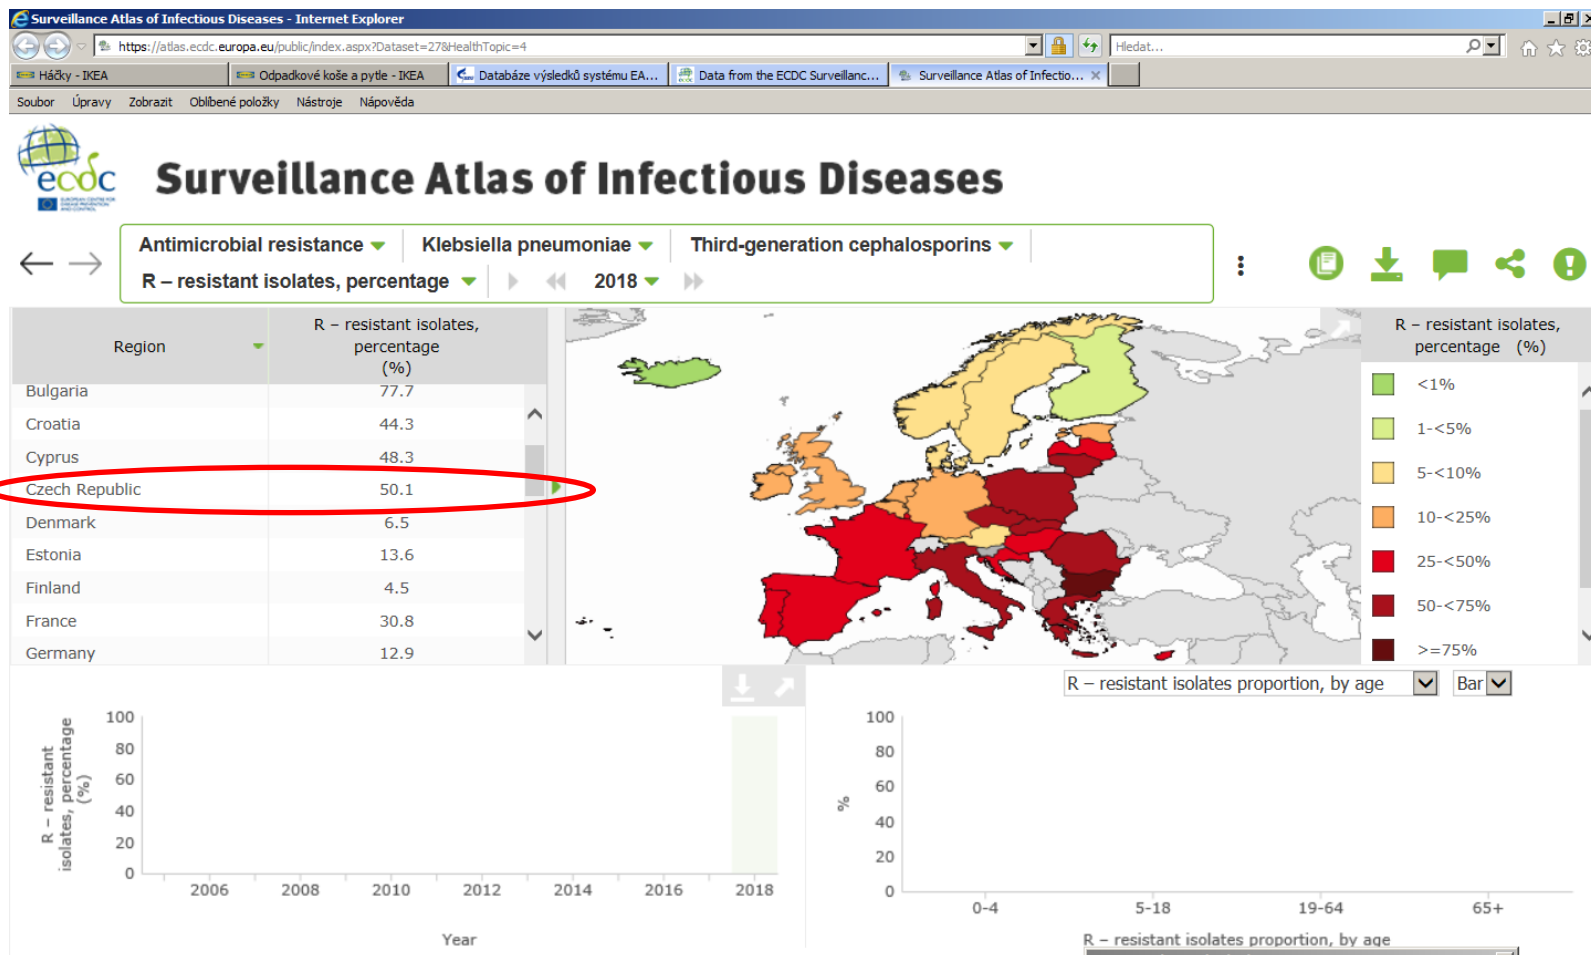 Surveillance Atlas of Infectious Diseases - Internet Explorer
https://atlas.ecdc.europa.eu/public/index.aspx?Dataset=27&HealthTopic=4
Hledat...
Háčky - IKEA
Odpadkové koše a pytle - IKEA
Databáze výsledků systému EA...
Data from the ECDC Surveillanc...
Surveillance Atlas of Infectio...
Soubor Úpravy Zobrazit Oblíbené položky Nástroje Nápověda
ecdc
EUROPEAN CENTRE FOR
DISEASE PREVENTION
AND CONTROL
Surveillance Atlas of Infectious Diseases
Antimicrobial resistance Klebsiella pneumoniae Third-generation cephalosporins
R – resistant isolates, percentage 2018
Region
R – resistant isolates,
percentage
(%)
Bulgaria 77.7
Croatia 44.3
Cyprus 48.3
Czech Republic 50.1
Denmark 6.5
Estonia 13.6
Finland 4.5
France 30.8
Germany 12.9
R – resistant isolates,
percentage (%)
<1%
1-<5%
5-<10%
10-<25%
25-<50%
50-<75%
>=75%
R – resistant
isolates, percentage
(%)
100
80
60
40
20
0
2006 2008 2010 2012 2014 2016 2018
Year
R – resistant isolates proportion, by age
Bar
%
100
80
60
40
20
0
0-4 5-18 19-64 65+
R – resistant isolates proportion, by age